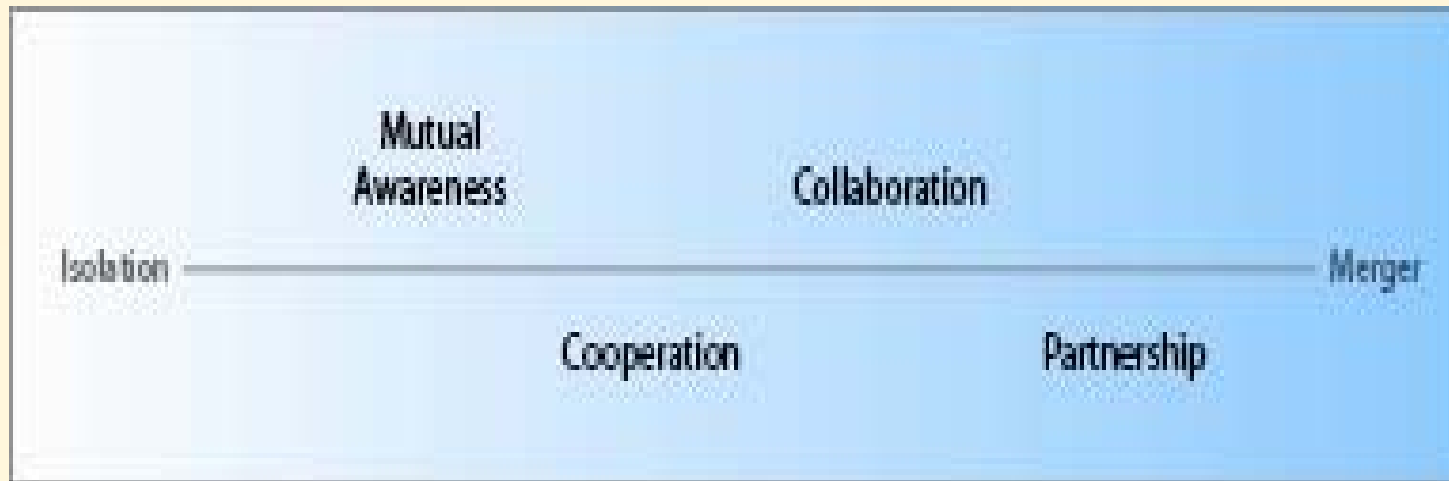 Mutual
Awareness
Collaboration
Isolation
Merger
Cooperation
Partnership